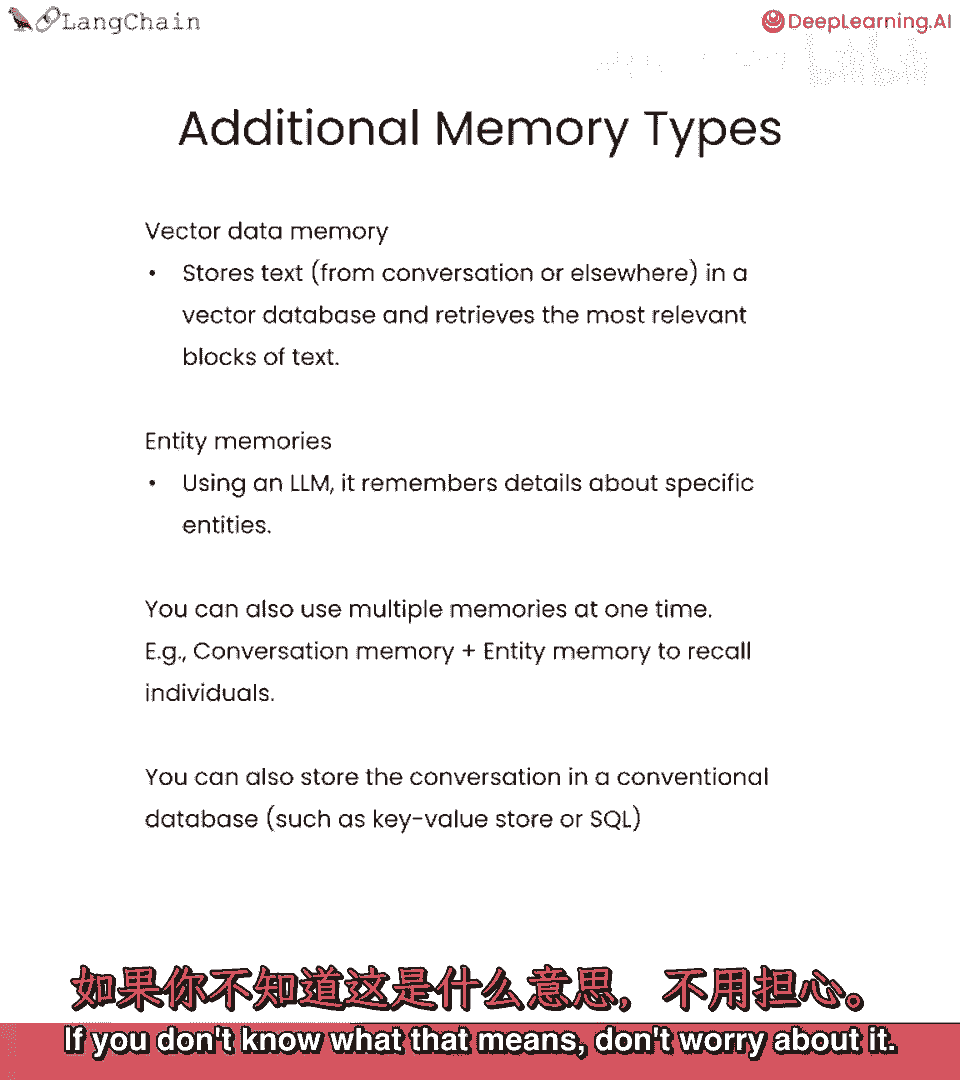 LangChain
DeepLearning.AI
Additional Memory Types
Vector data memory
• Stores text (from conversation or elsewhere) in a
vector database and retrieves the most relevant
blocks of text.
Entity memories
• Using an LLM, it remembers details about specific
entities.
You can also use multiple memories at one time.
E.g., Conversation memory + Entity memory to recall
individuals.
You can also store the conversation in a conventional
database (such as key-value store or SQL)
如果你不知道这是什么意思，不用担心。
If you don't know what that means, don't worry about it.